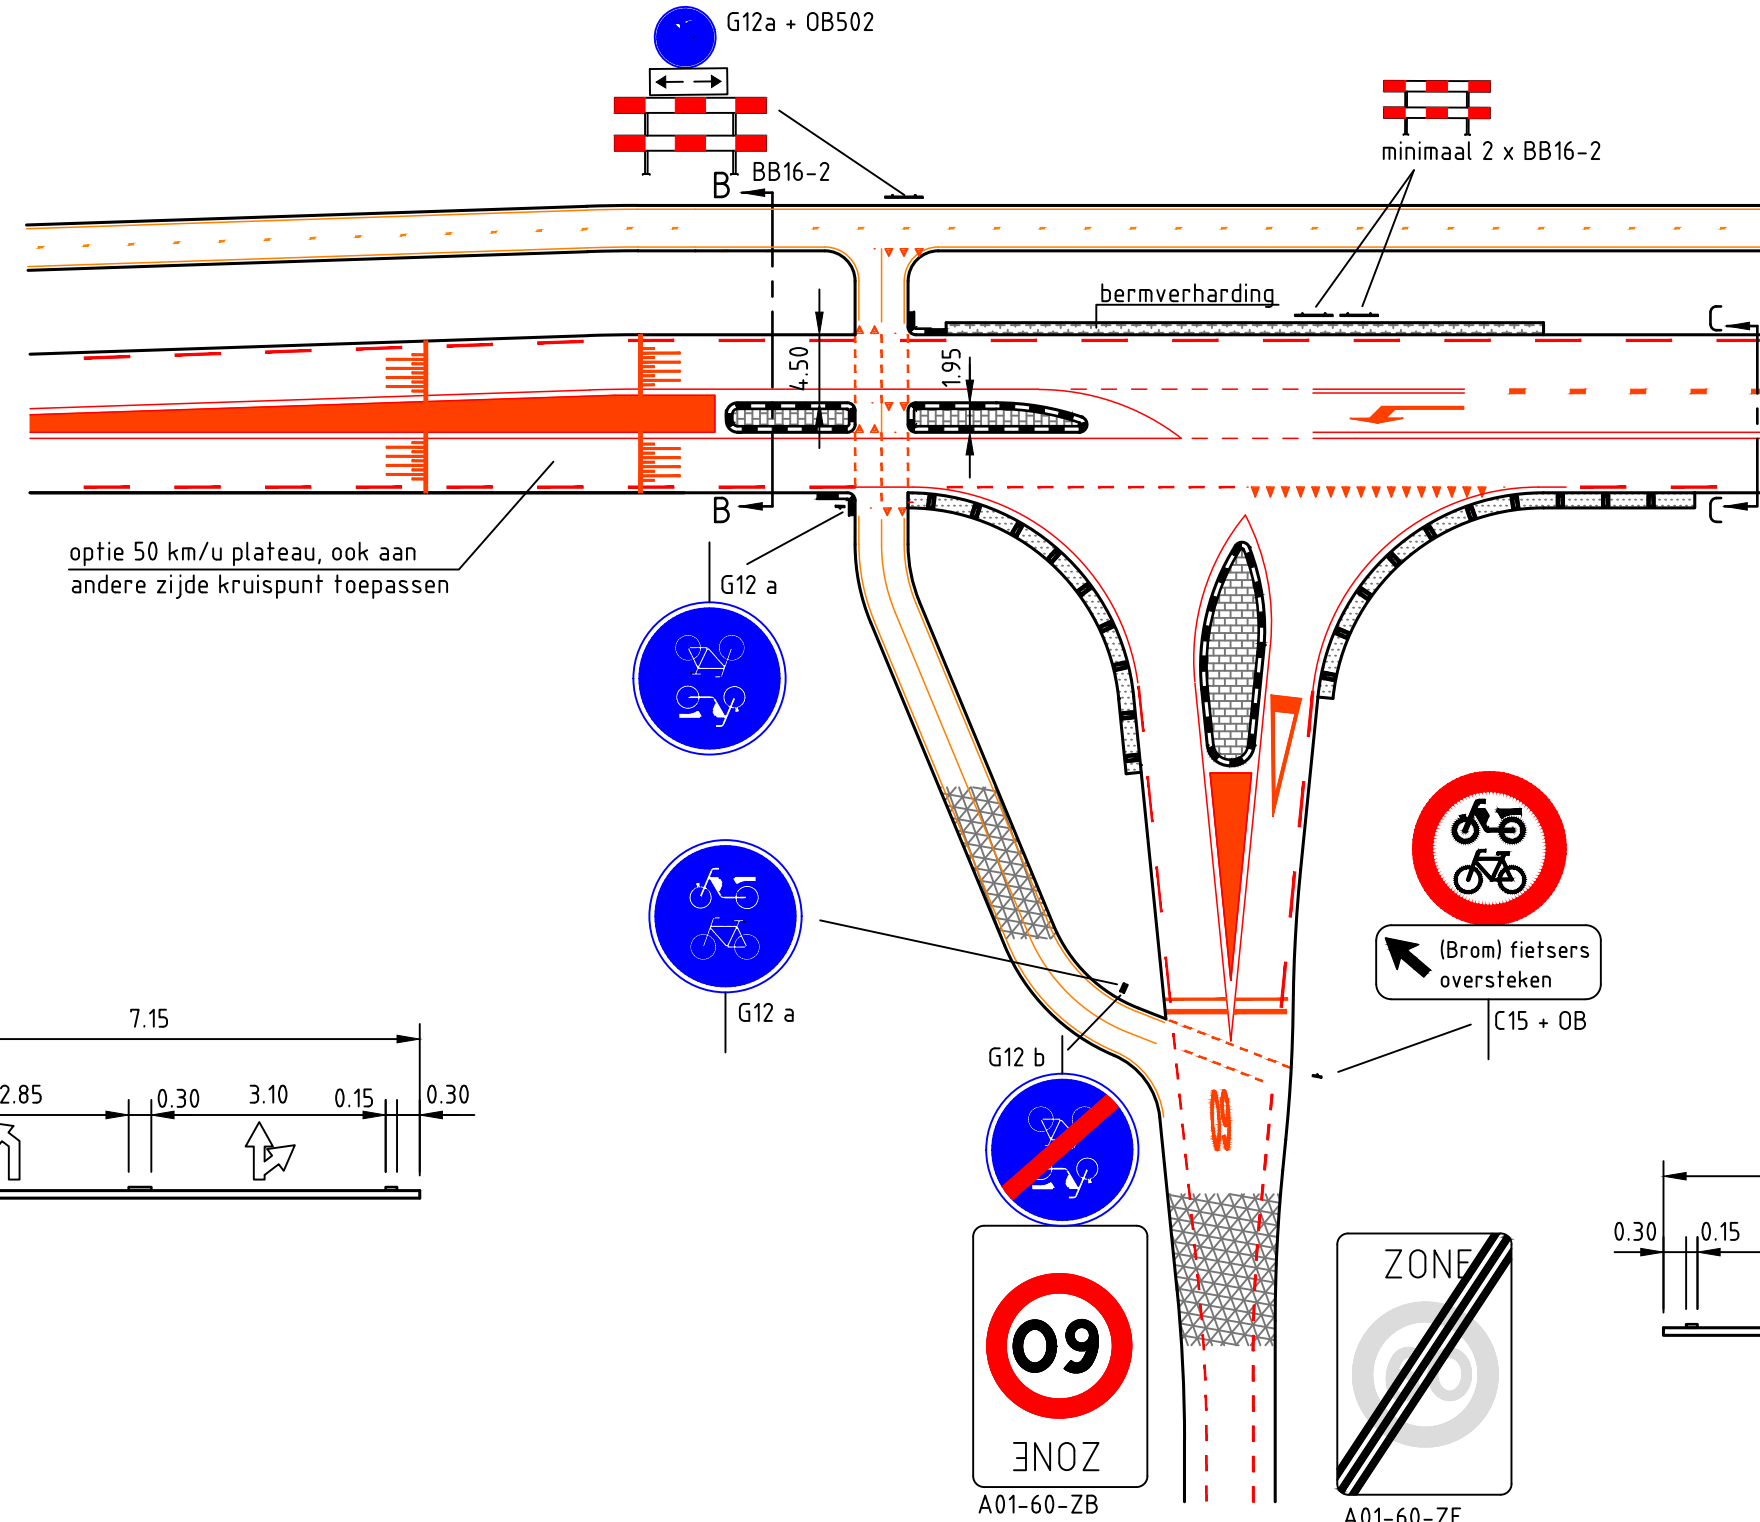 G12a + OB502
BB16-2
minimaal 2 x BB16-2
B
bermverharding
C
4.50
1.95
B
C
optie 50 km/u plateau, ook aan
andere zijde kruispunt toepassen
G12 a
G12 a
(Brom) fietsers
oversteken
C15 + OB
G12 b
7.15
2.85
0.30
3.10
0.15
0.30
60
60
ZONE
A01-60-ZB
ZONE
60
A01-60-ZE
0.30
0.15